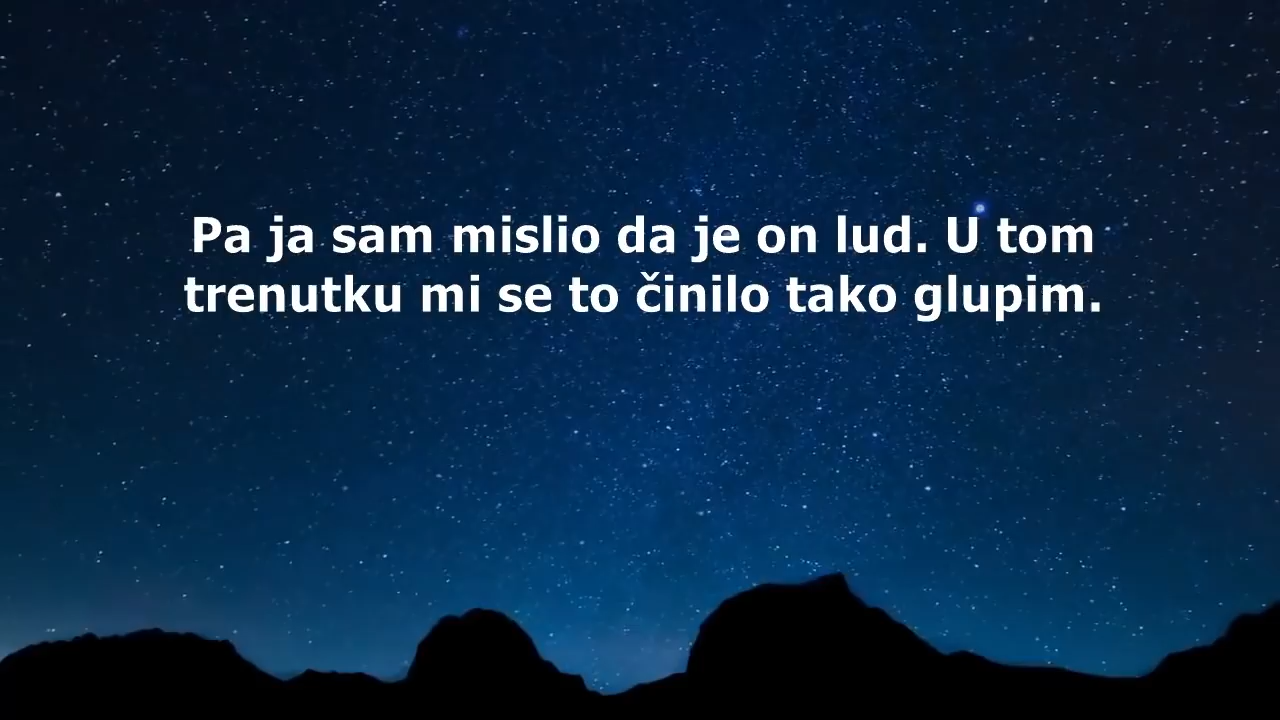 Pa ja sam mislio da je on lud. U tom
trenutku mi se to činilo tako glupim.